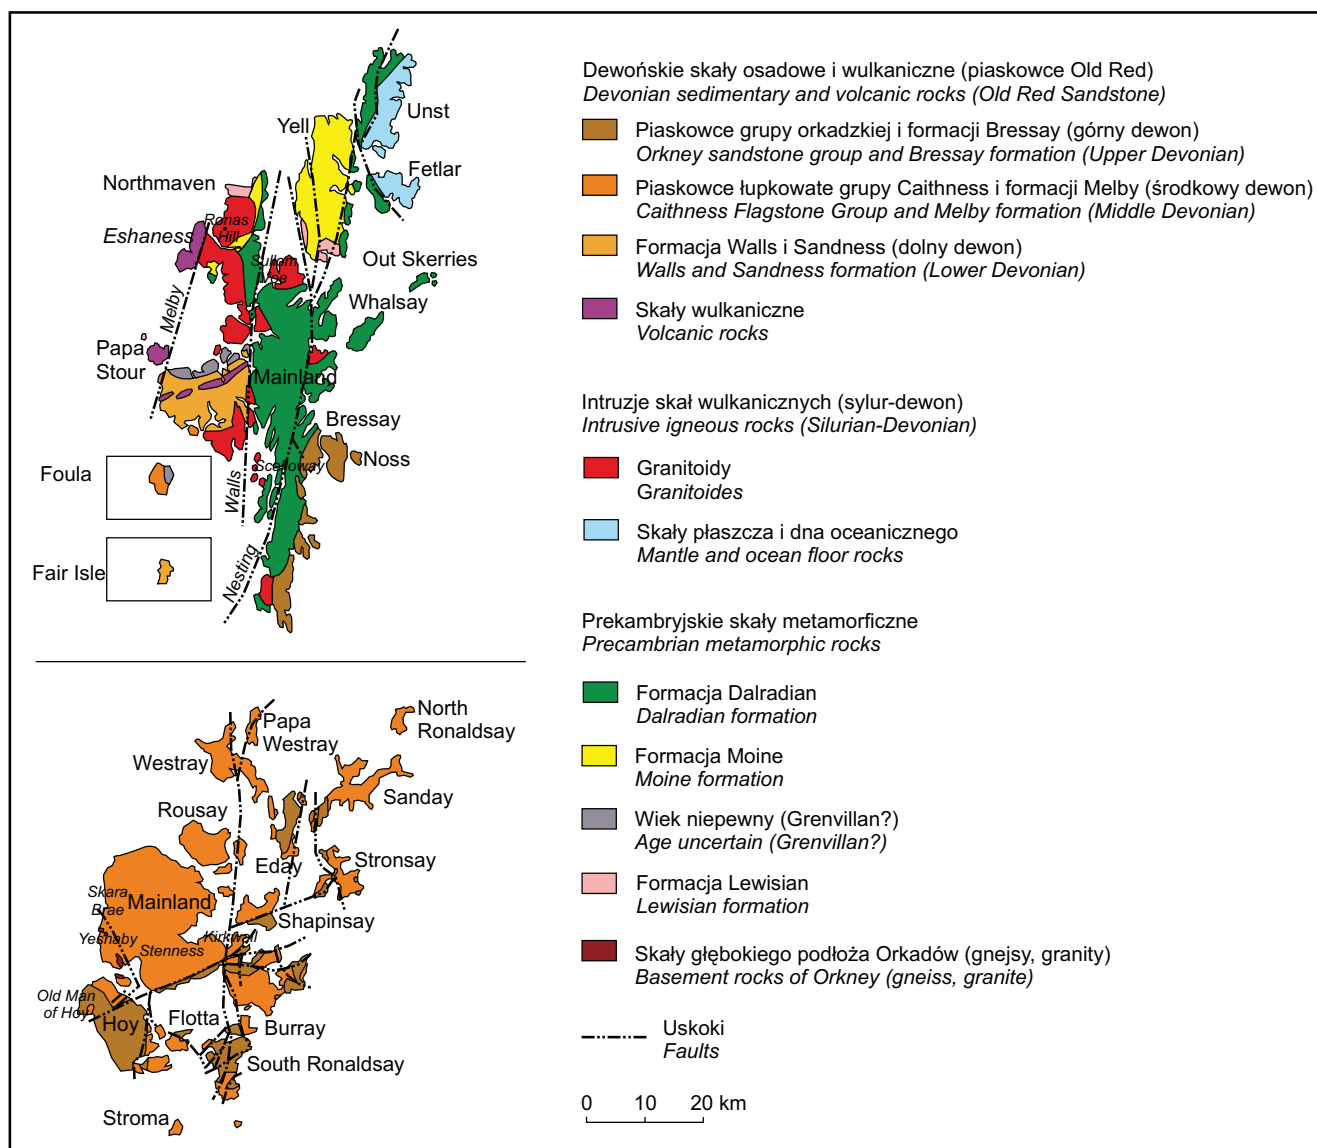 Unst
Yell
Fetlar
Northmaven
Ronas
Hill
Eshaness
Sullom
Voe
Out Skerries
Whalsay
Melby
Papa
Stour
Mainland
Bressay
Noss
Scalloway
Foula
Walls
Nesting
Fair Isle
North
Ronaldsay
Papa
Westray
Westray
Sanday
Rousay
Eday
Stronsay
Skara
Brae
Mainland
Shapinsay
Yeshaby
Stenness
Kirkwall
Old Man
of Hoy
Hoy
Flotta
Burray
South Ronaldsay
Stroma
Dewońskie skały osadowe i wulkaniczne (piaskowce Old Red)
Devonian sedimentary and volcanic rocks (Old Red Sandstone)
Piaskowce grupy orkadzkiej i formacji Bressay (górny dewon)
Orkney sandstone group and Bressay formation (Upper Devonian)
Piaskowce łupkowate grupy Caithness i formacji Melby (środkowy dewon)
Caithness Flagstone Group and Melby formation (Middle Devonian)
Formacja Walls i Sandness (dolny dewon)
Walls and Sandness formation (Lower Devonian)
Skały wulkaniczne
Volcanic rocks
Intruzje skał wulkanicznych (sylur-dewon)
Intrusive igneous rocks (Silurian-Devonian)
Granitoidy
Granitoides
Skały płaszcza i dna oceanicznego
Mantle and ocean floor rocks
Prekambryjskie skały metamorficzne
Precambrian metamorphic rocks
Formacja Dalradian
Dalradian formation
Formacja Moine
Moine formation
Wiek niepewny (Grenvillan?)
Age uncertain (Grenvillan?)
Formacja Lewisian
Lewisian formation
Skały głębokiego podłoża Orkadów (gnejsy, granity)
Basement rocks of Orkney (gneiss, granite)
Uskoki
Faults
0 10 20 km